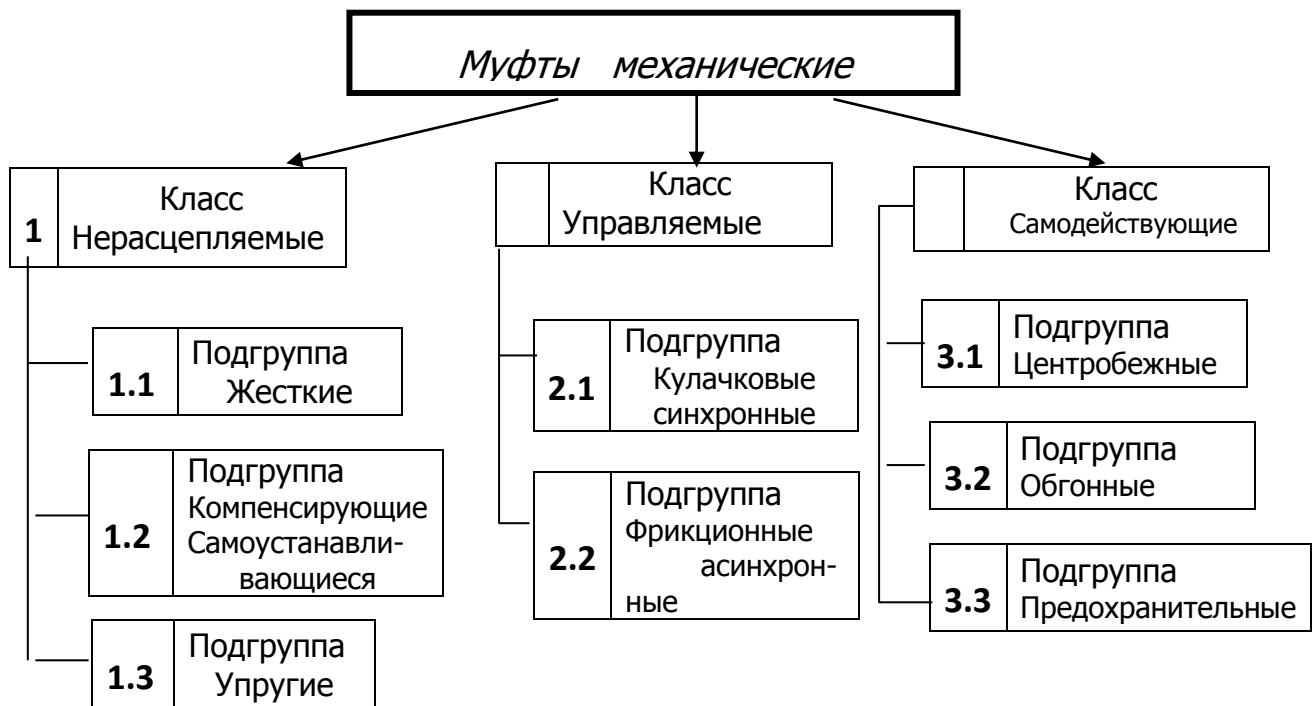 Муфты механические
1
Класс
Нерасцепляемые
1.1
Подгруппа
Жесткие
1.2
Подгруппа
Компенсирующие
Самоустанавли-
вающиеся
1.3
Подгруппа
Упругие
Класс
Управляемые
2.1
Подгруппа
Кулачковые
синхронные
2.2
Подгруппа
Фрикционные
асинхрон-
ные
Класс
Самодействующие
3.1
Подгруппа
Центробежные
3.2
Подгруппа
Обгонные
3.3
Подгруппа
Предохранительные